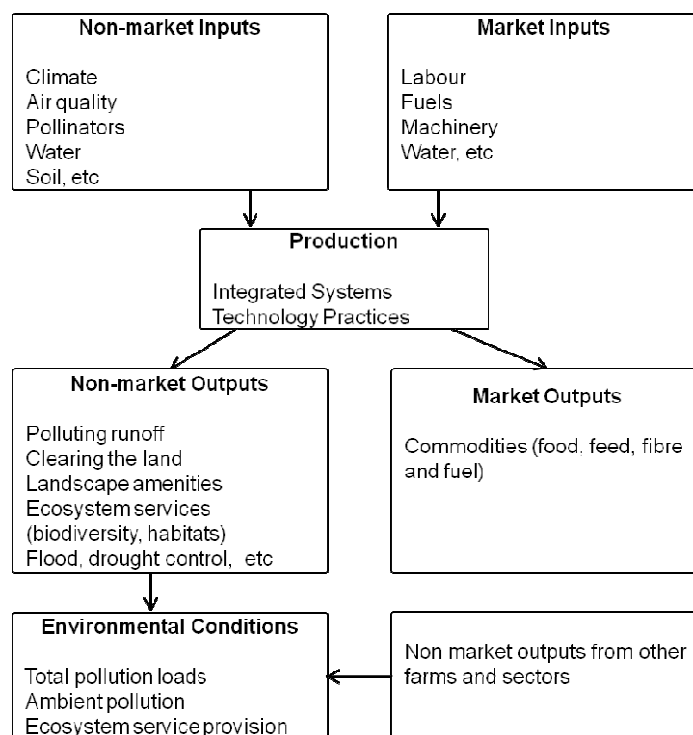 Non-market Inputs
Climate
Air quality
Pollinators
Water
Soil, etc
Market Inputs
Labour
Fuels
Machinery
Water, etc
Production
Integrated Systems
Technology Practices
Non-market Outputs
Polluting runoff
Clearing the land
Landscape amenities
Ecosystem services
(biodiversity, habitats)
Flood, drought control, etc
Market Outputs
Commodities (food. feed, fibre
and fuel)
Environmental Conditions
Total pollution loads
Ambient pollution
Ecosystem service provision
Non market outputs from other
farms and sectors